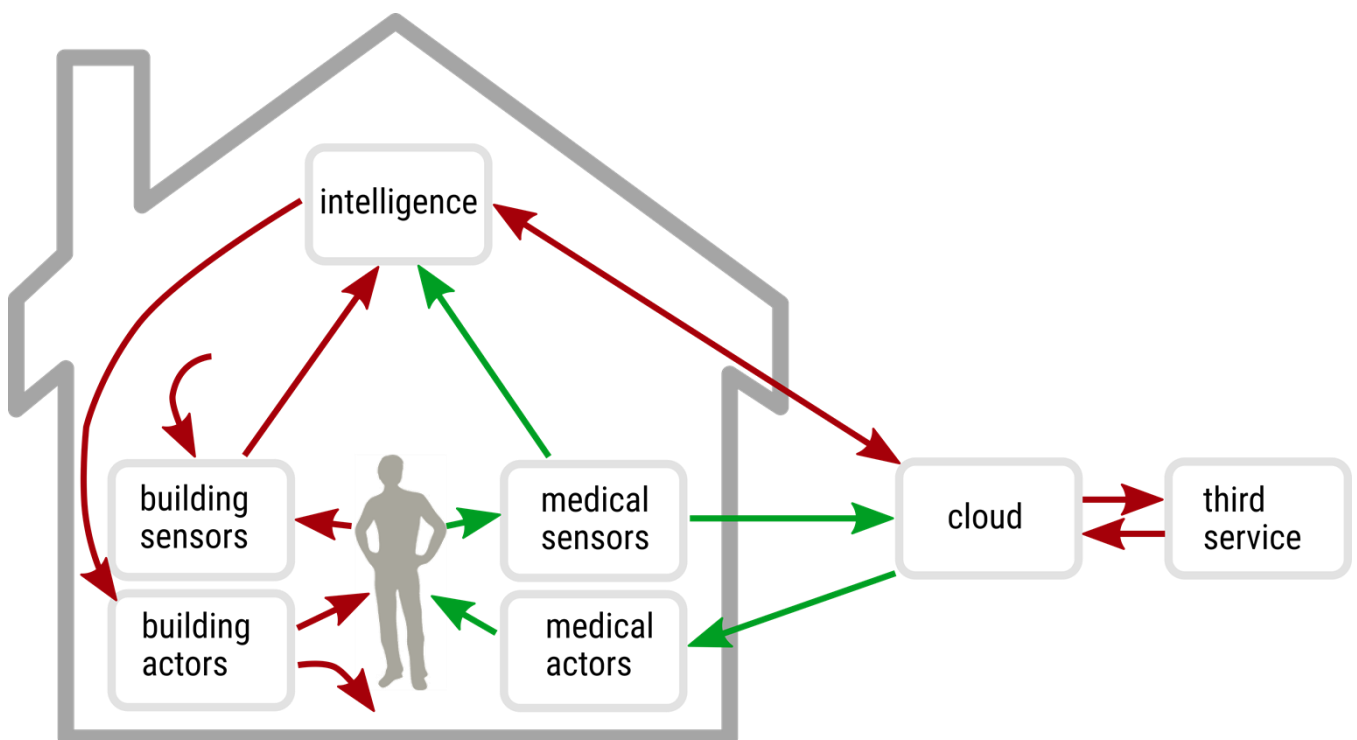 intelligence
building
sensors
medical
sensors
cloud
third
service
building
actors
medical
actors